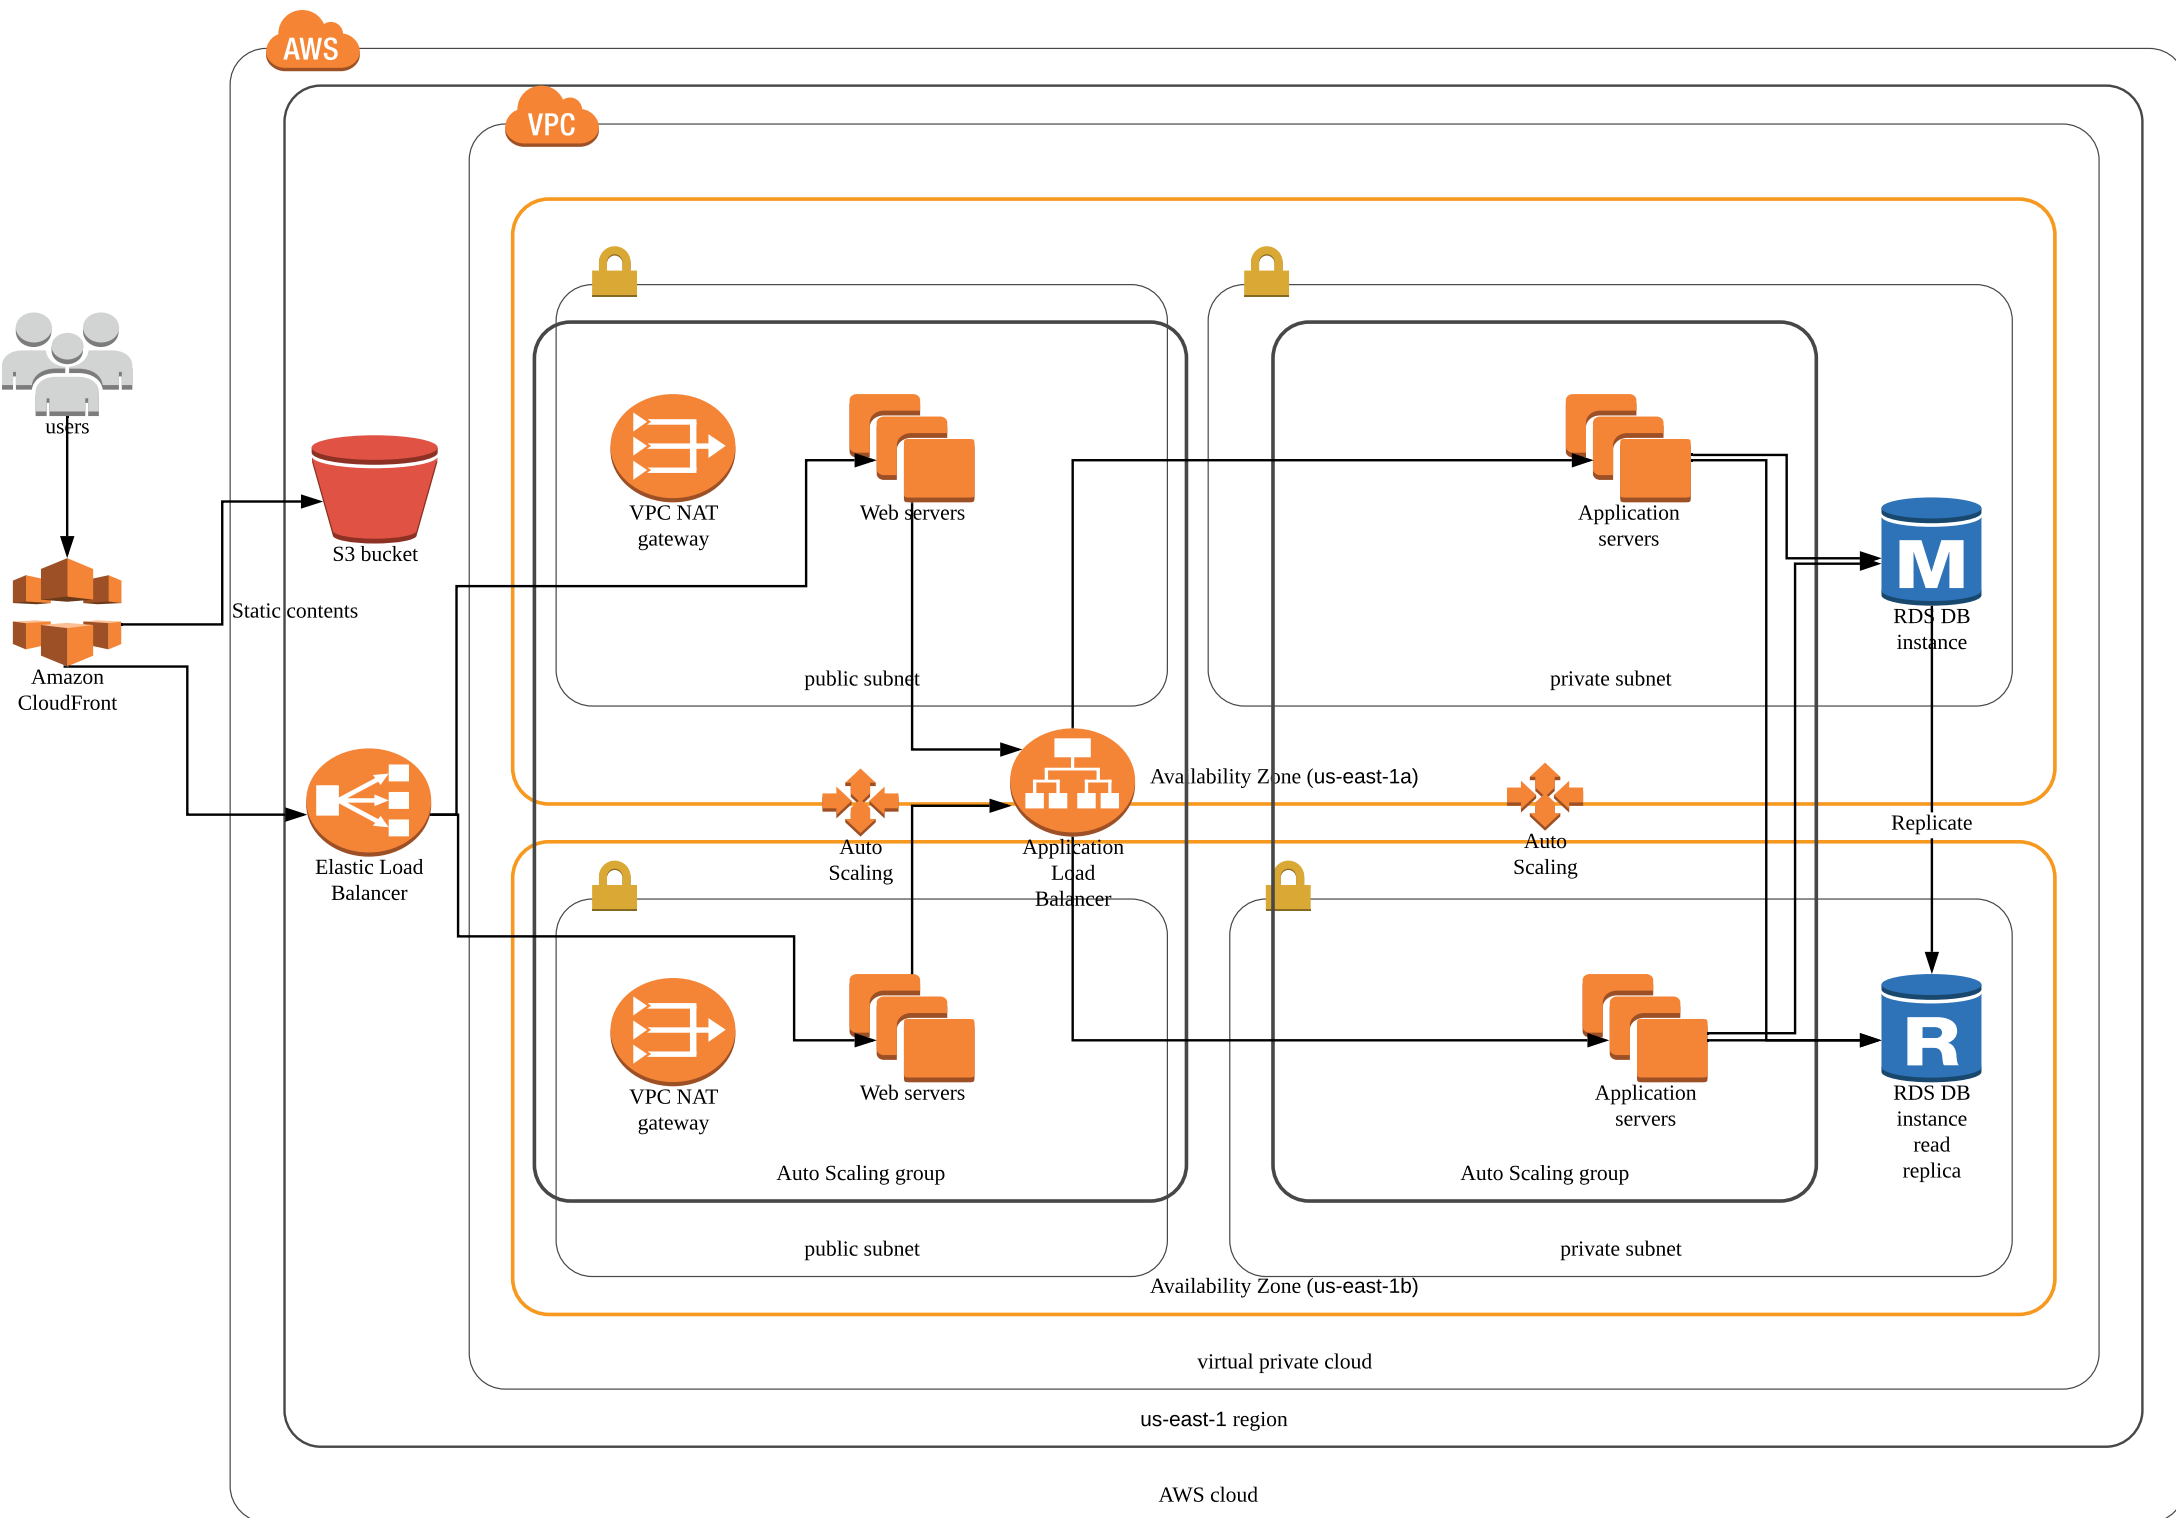 AWS
VPC
users
S3 bucket
Static contents
Amazon
CloudFront
Elastic Load
Balancer
VPC NAT
gateway
Web servers
public subnet
Application
servers
private subnet
M
RDS DB
instance
Availability Zone (us-east-1a)
Auto
Scaling
Application
Load
Balancer
Auto
Scaling
Replicate
VPC NAT
gateway
Web servers
Auto Scaling group
public subnet
Application
servers
Auto Scaling group
private subnet
R
RDS DB
instance
read
replica
Availability Zone (us-east-1b)
virtual private cloud
us-east-1 region
AWS cloud